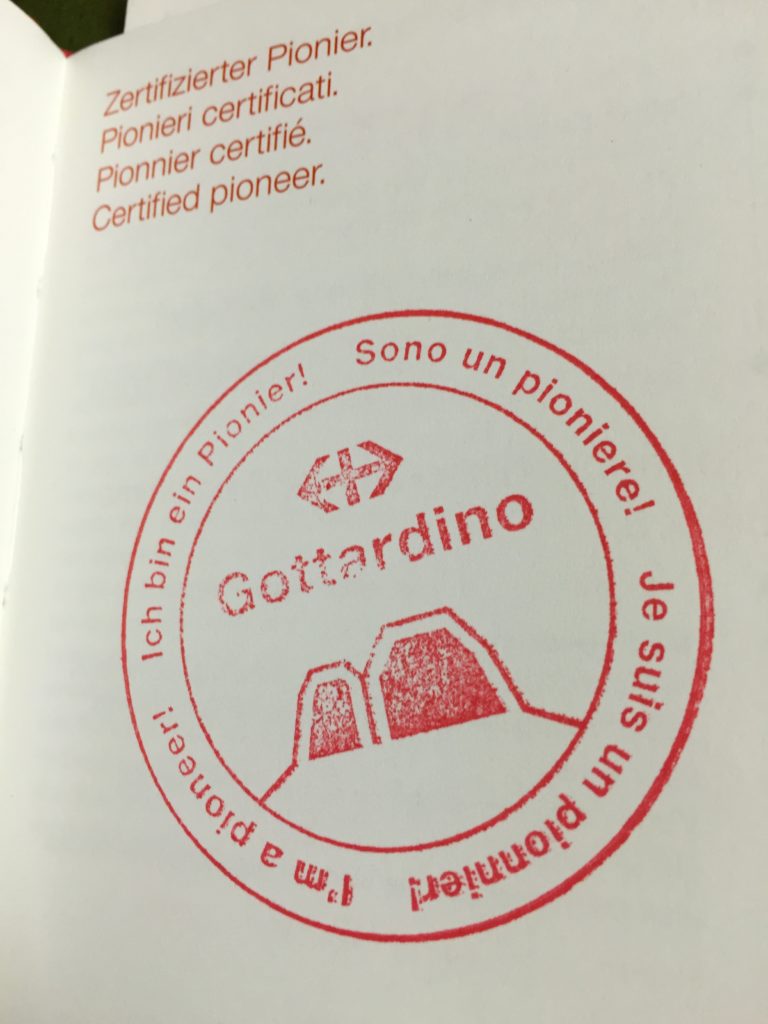 Zertifizierter Pionier.
Pionieri certificati.
Pionnier certifié.
Certified pioneer.
Ich bin ein Pionier!
Sono un pioniere!
Je suis un pionnier!
I'm a pioneer!
Gottardino